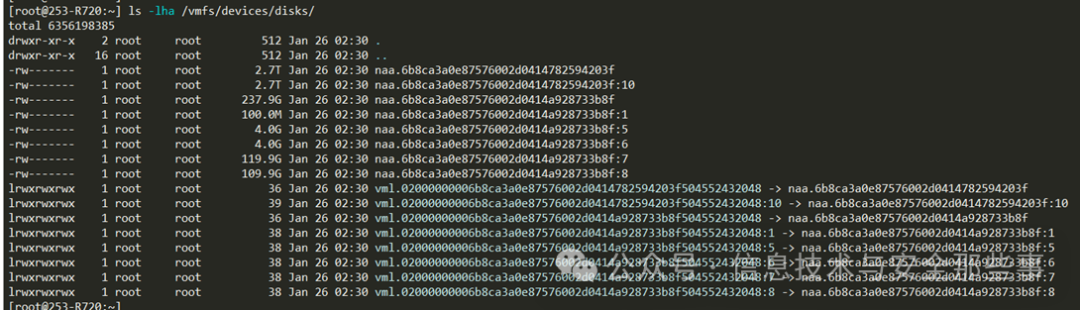 [root@253-R720:~] ls -lha /vmfs/devices/disks/
total 6356198385
drwxr-xr-x 2 root root 512 Jan 26 02:30 .
drwxr-xr-x 16 root root 512 Jan 26 02:30 ..
-rw------- 1 root root 2.7T Jan 26 02:30 naa.6b8ca3a0e87576002d0414782594203f
-rw------- 1 root root 2.7T Jan 26 02:30 naa.6b8ca3a0e87576002d0414782594203f:10
-rw------- 1 root root 237.9G Jan 26 02:30 naa.6b8ca3a0e87576002d0414a928733b8f
-rw------- 1 root root 100.0M Jan 26 02:30 naa.6b8ca3a0e87576002d0414a928733b8f:1
-rw------- 1 root root 4.0G Jan 26 02:30 naa.6b8ca3a0e87576002d0414a928733b8f:5
-rw------- 1 root root 4.0G Jan 26 02:30 naa.6b8ca3a0e87576002d0414a928733b8f:6
-rw------- 1 root root 119.9G Jan 26 02:30 naa.6b8ca3a0e87576002d0414a928733b8f:7
-rw------- 1 root root 109.9G Jan 26 02:30 naa.6b8ca3a0e87576002d0414a928733b8f:8
lrwxrwxrwx 1 root root 36 Jan 26 02:30 vml.02000000006b8ca3a0e87576002d0414782594203f504552432048 -> naa.6b8ca3a0e87576002d0414782594203f
lrwxrwxrwx 1 root root 39 Jan 26 02:30 vml.02000000006b8ca3a0e87576002d0414782594203f504552432048:10 -> naa.6b8ca3a0e87576002d0414782594203f:10
lrwxrwxrwx 1 root root 36 Jan 26 02:30 vml.02000000006b8ca3a0e87576002d0414a928733b8f504552432048 -> naa.6b8ca3a0e87576002d0414a928733b8f
lrwxrwxrwx 1 root root 38 Jan 26 02:30 vml.02000000006b8ca3a0e87576002d0414a928733b8f504552432048:1 -> naa.6b8ca3a0e87576002d0414a928733b8f:1
lrwxrwxrwx 1 root root 38 Jan 26 02:30 vml.02000000006b8ca3a0e87576002d0414a928733b8f504552432048:5 -> naa.6b8ca3a0e87576002d0414a928733b8f:5
lrwxrwxrwx 1 root root 38 Jan 26 02:30 vml.02000000006b8ca3a0e87576002d0414a928733b8f504552432048:6 -> naa.6b8ca3a0e87576002d0414a928733b8f:6
lrwxrwxrwx 1 root root 38 Jan 26 02:30 vml.02000000006b8ca3a0e87576002d0414a928733b8f504552432048:7 -> naa.6b8ca3a0e87576002d0414a928733b8f:7
lrwxrwxrwx 1 root root 38 Jan 26 02:30 vml.02000000006b8ca3a0e87576002d0414a928733b8f504552432048:8 -> naa.6b8ca3a0e87576002d0414a928733b8f:8
公众号:信息技术与安全那些事
[root@253-R720:~]